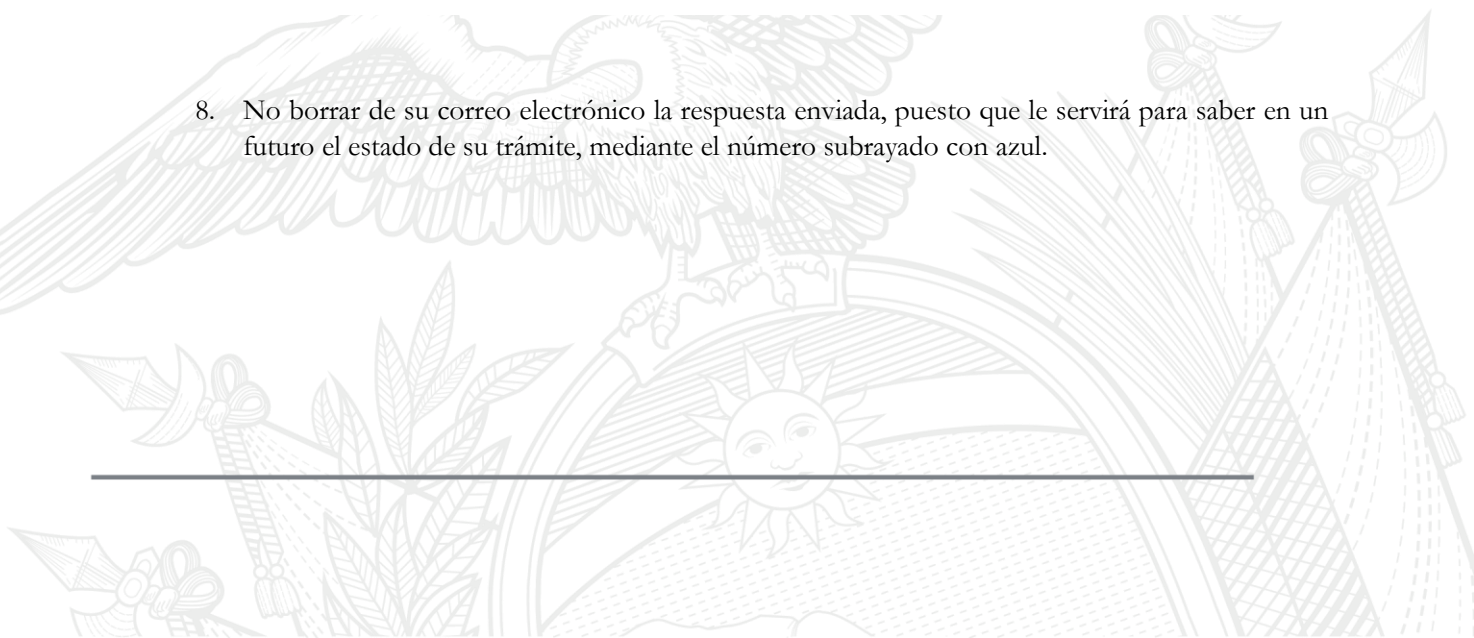 8. No borrar de su correo electrónico la respuesta enviada, puesto que le servirá para saber en un
futuro el estado de su trámite, mediante el número subrayado con azul.